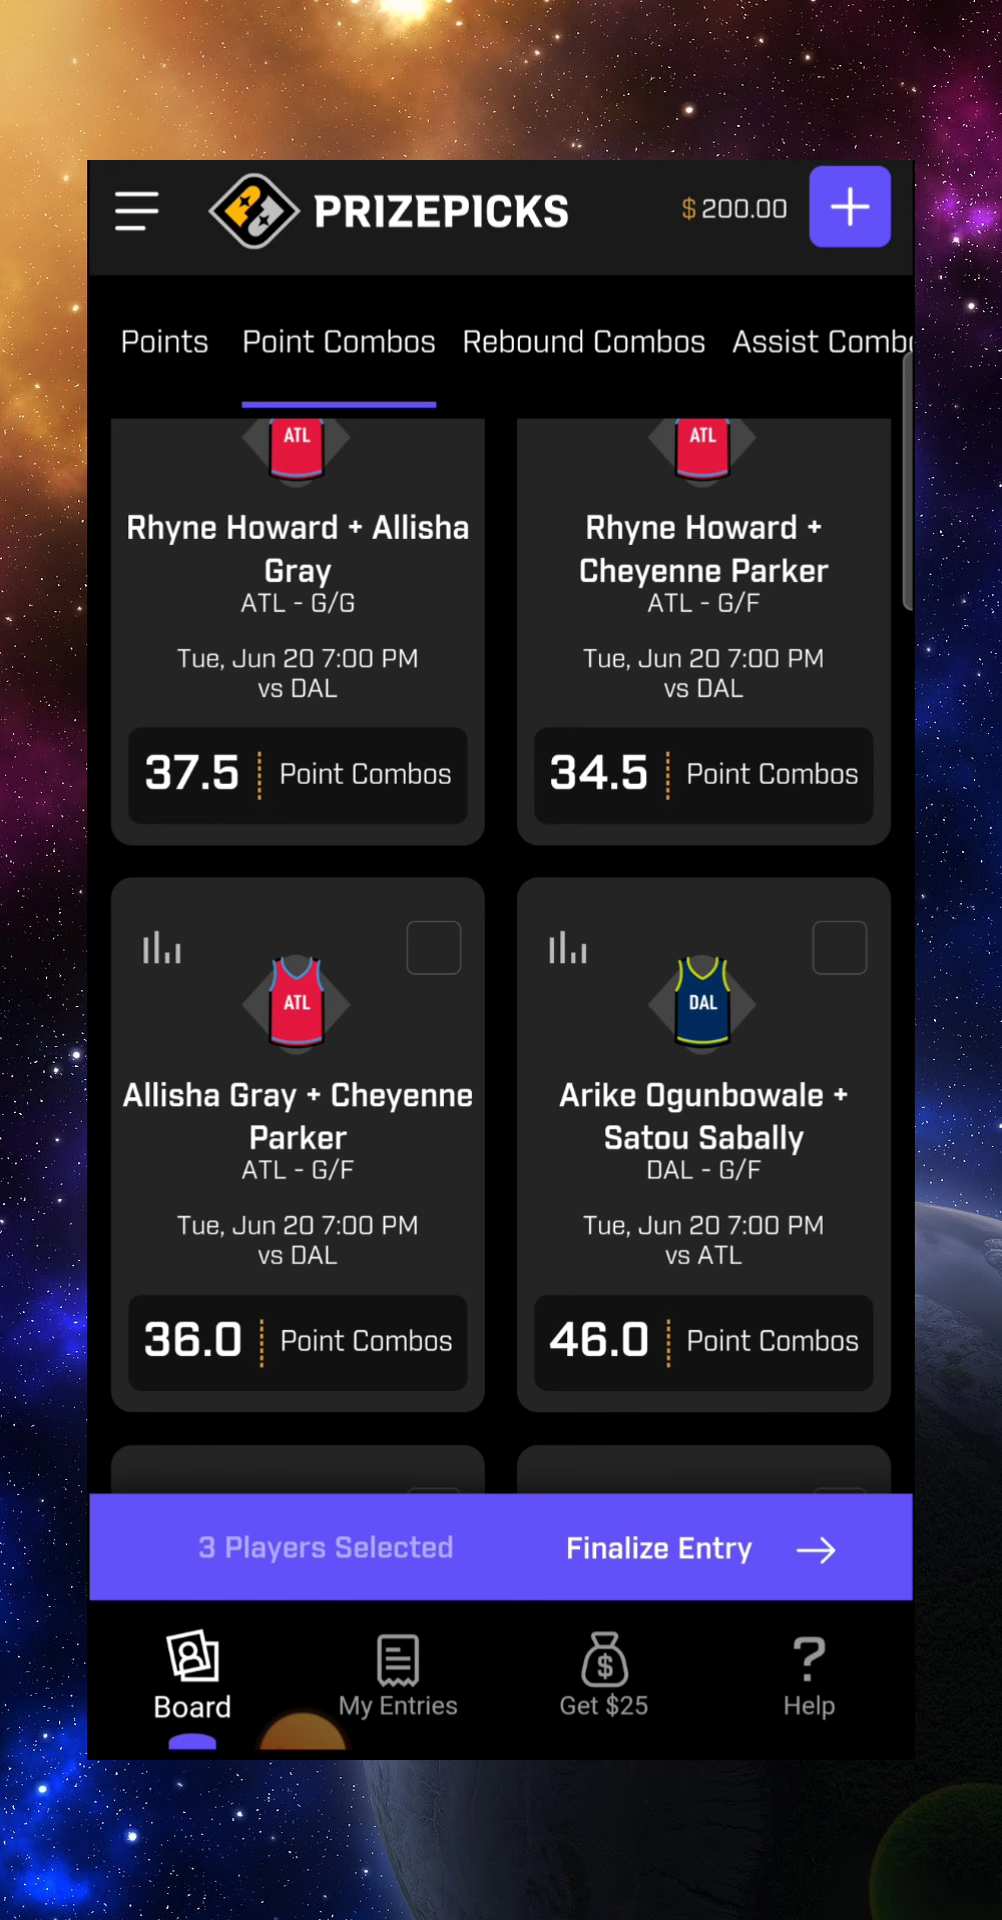 PRIZEPICKS
$ 200.00
Points Point Combos Rebound Combos Assist
ATL
Rhyne Howard + Allisha
Gray
ATL - G/G
Tue, Jun 20 7:00 PM
vs DAL
37.5 Point Combos
ATL
Rhyne Howard +
Cheyenne Parker
ATL - G/F
Tue, Jun 20 7:00 PM
vs DAL
34.5 Point Combos
ATL
Allisha Gray + Cheyenne
Parker
ATL - G/F
Tue, Jun 20 7:00 PM
vs DAL
36.0 Point Combos
DAL
Arike Ogunbowale +
Satou Sabally
DAL - G/F
Tue, Jun 20 7:00 PM
vs ATL
46.0 Point Combos
3 Players Selected
Finalize Entry
Board
My Entries
Get $25
Help